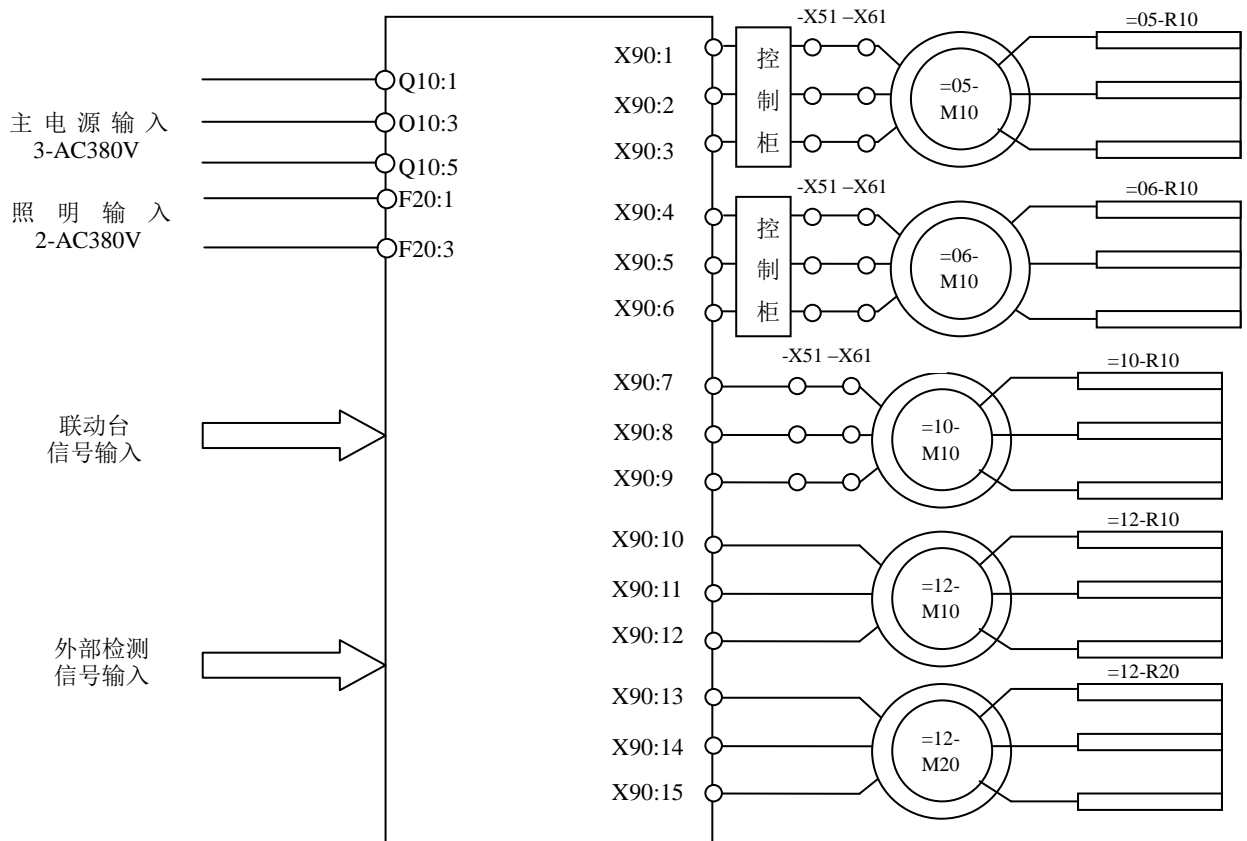 Q10:1
O10:3
Q10:5
主电源输入
3-AC380V
F20:1
照明输入
2-AC380V
F20:3
联动台
信号输入
外部检测
信号输入
X90:1
X90:2
X90:3
控
制
柜
-X51 –X61
=05-
M10
=05-R10
X90:4
X90:5
X90:6
控
制
柜
-X51 –X61
=06-
M10
=06-R10
X90:7
X90:8
X90:9
-X51 –X61
=10-
M10
=10-R10
X90:10
X90:11
X90:12
=12-
M10
=12-R10
X90:13
X90:14
X90:15
=12-
M20
=12-R20